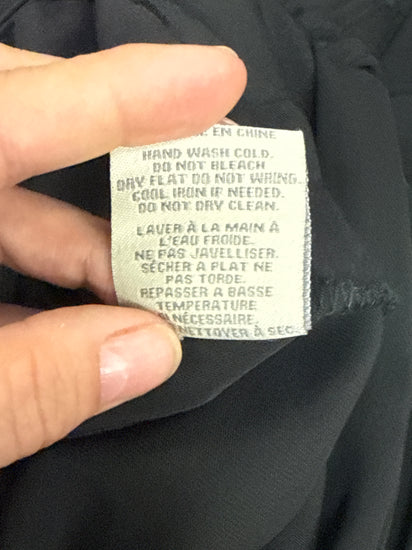 EN CHINE
HAND WASH COLD.
DO NOT BLEACH
DRY FLAT DO NOT WRING.
COOL IRON IF NEEDED.
DO NOT DRY CLEAN.
LAVER À LA MAIN À
L'EAU FROIDE.
NE PAS JAVELLISER.
SÉCHER A PLAT NE
PAS TORDE.
REPASSER A BASSE
TEMPERATURE
NÉCESSAIRE.
NETTOYER À SEC